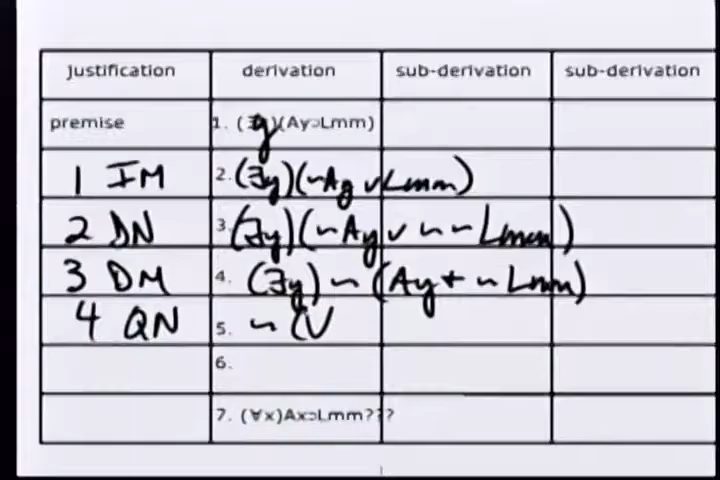 justification derivation sub-derivation sub-derivation
premise 1. (∃y)(Ay⊃Lmm)
1 IM 2. (∃y)(~Ay ∨ Lmm)
2 DN 3. (∃y)(~Ay ∨ ~~Lmm)
3 DM 4. (∃y)~(Ay + ~Lmm)
4 QN 5. ~(V
6.
7. (∀x)Ax⊃Lmm???